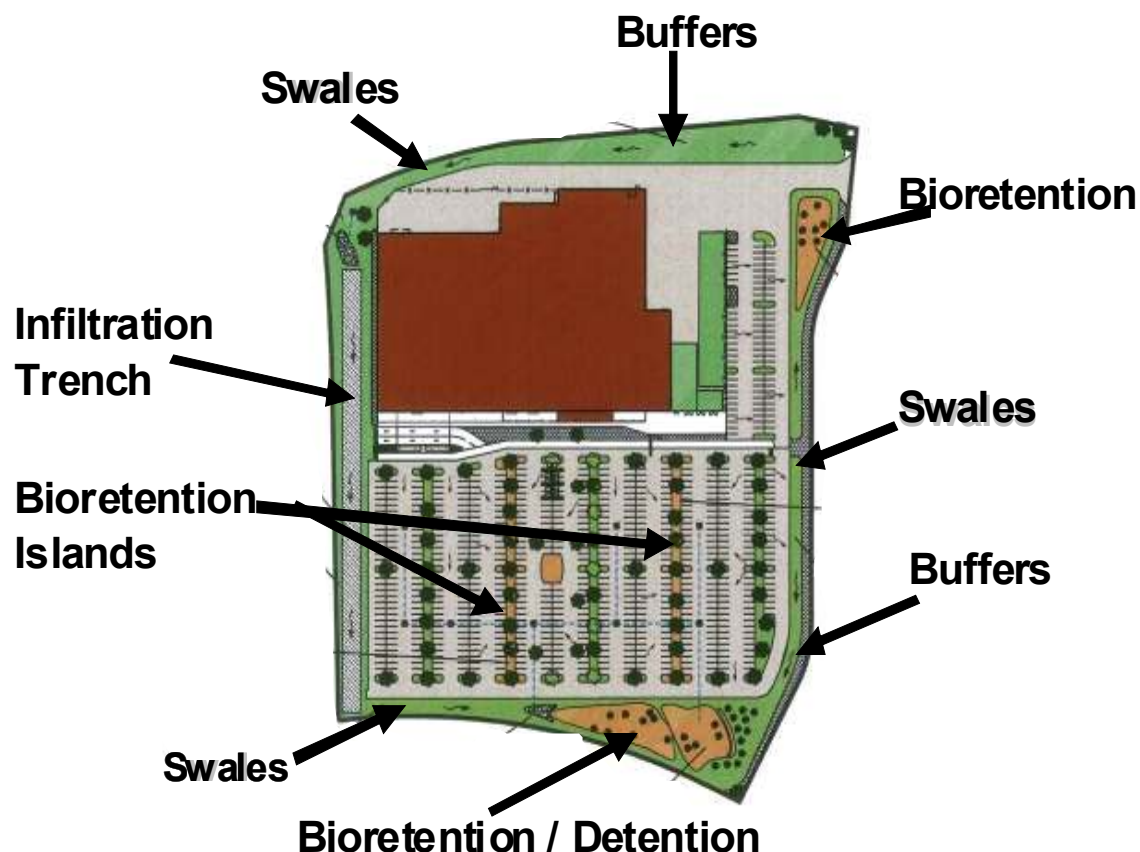 Buffers
Swales
Bioretention
Infiltration
Trench
Swales
Bioretention
Islands
Buffers
Swales
Bioretention / Detention